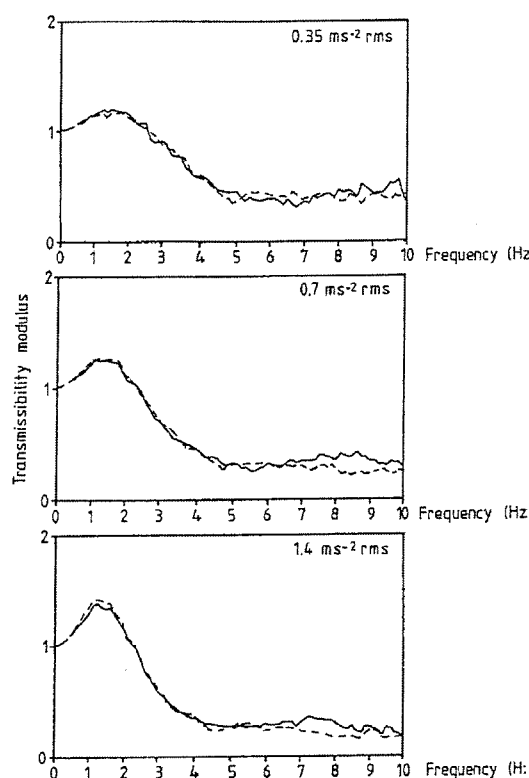 2
0.35 ms-2 rms
1
0
0 1 2 3 4 5 6 7 8 9 10 Frequency (Hz
2
0.7 ms-2 rms
Transmissibility modulus
1
0
0 1 2 3 4 5 6 7 8 9 10 Frequency (Hz
2
1.4 ms-2 rms
1
0
0 1 2 3 4 5 6 7 8 9 10 Frequency (H